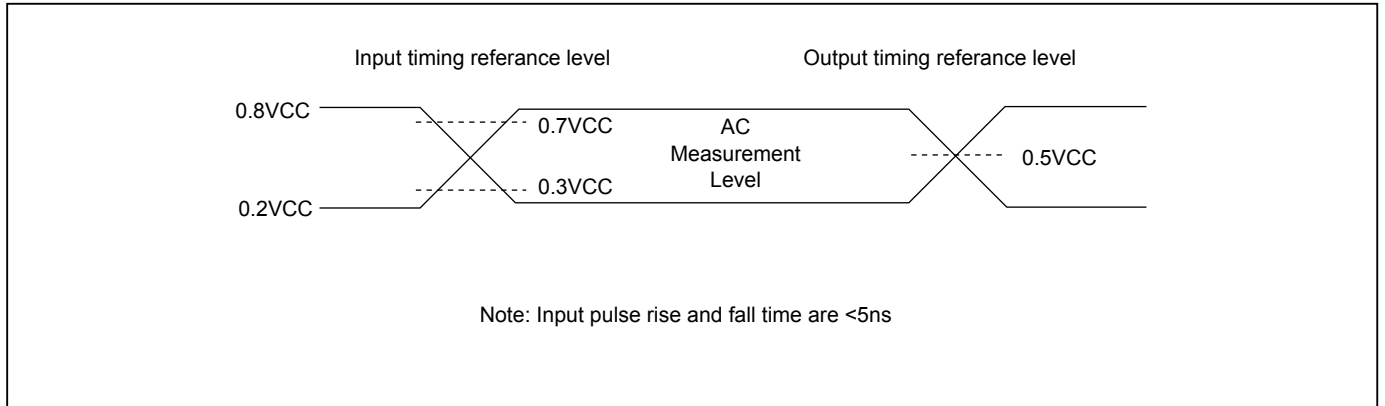 Input timing referance level
Output timing referance level
0.8VCC
0.7VCC
AC
Measurement
Level
0.5VCC
0.3VCC
0.2VCC
Note: Input pulse rise and fall time are <5ns